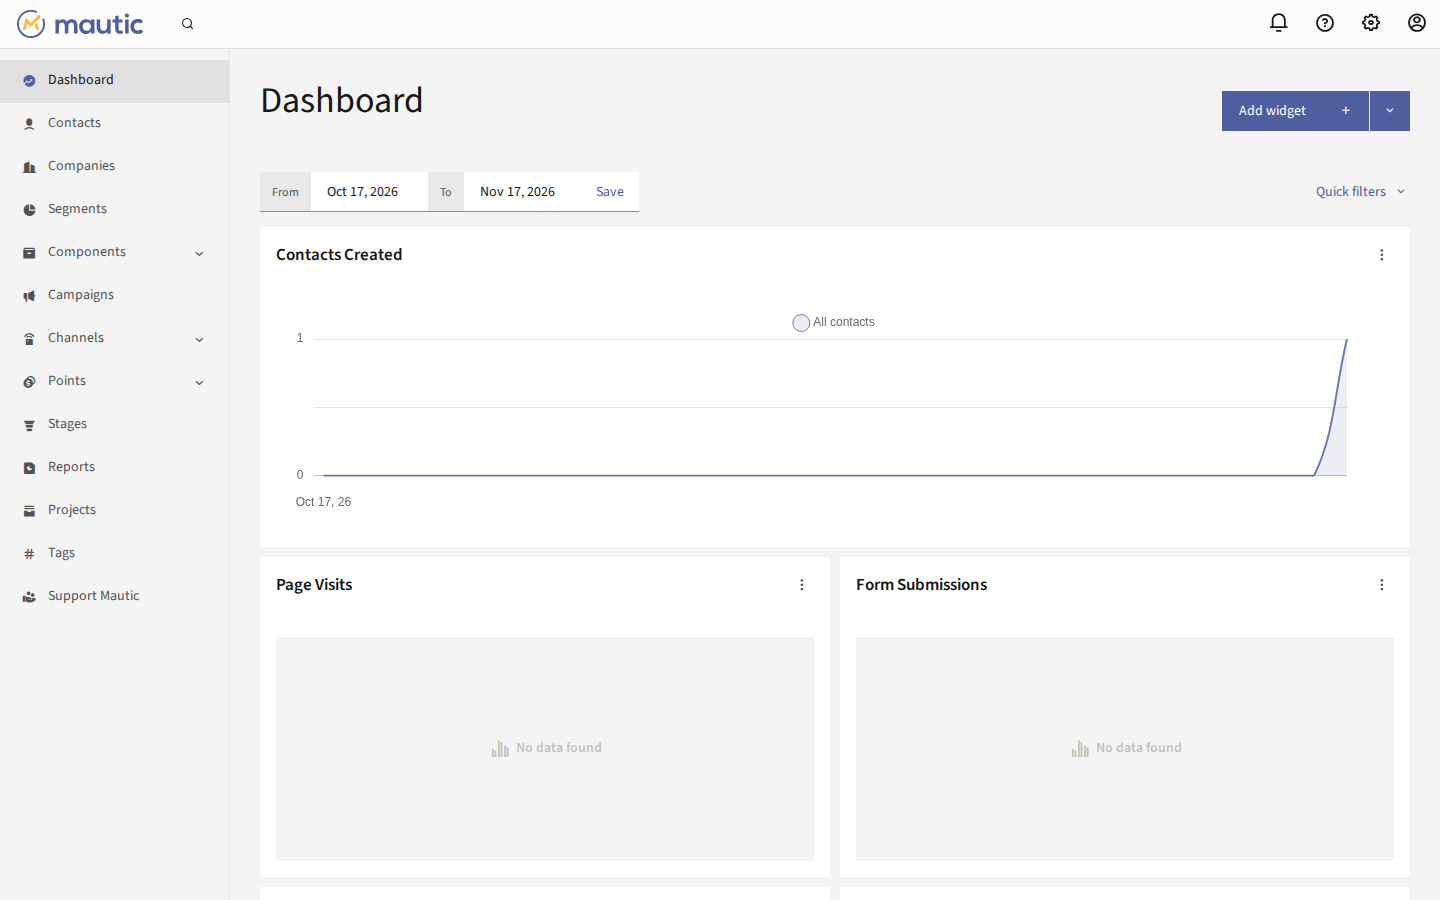 mautic
Dashboard
Contacts
Companies
Segments
Components
Campaigns
Channels
Points
Stages
Reports
Projects
Tags
Support Mautic
Dashboard
Add widget +
From Oct 17, 2026 To Nov 17, 2026 Save
Quick filters
Contacts Created
All contacts
1
0
Oct 17, 26
Page Visits
No data found
Form Submissions
No data found